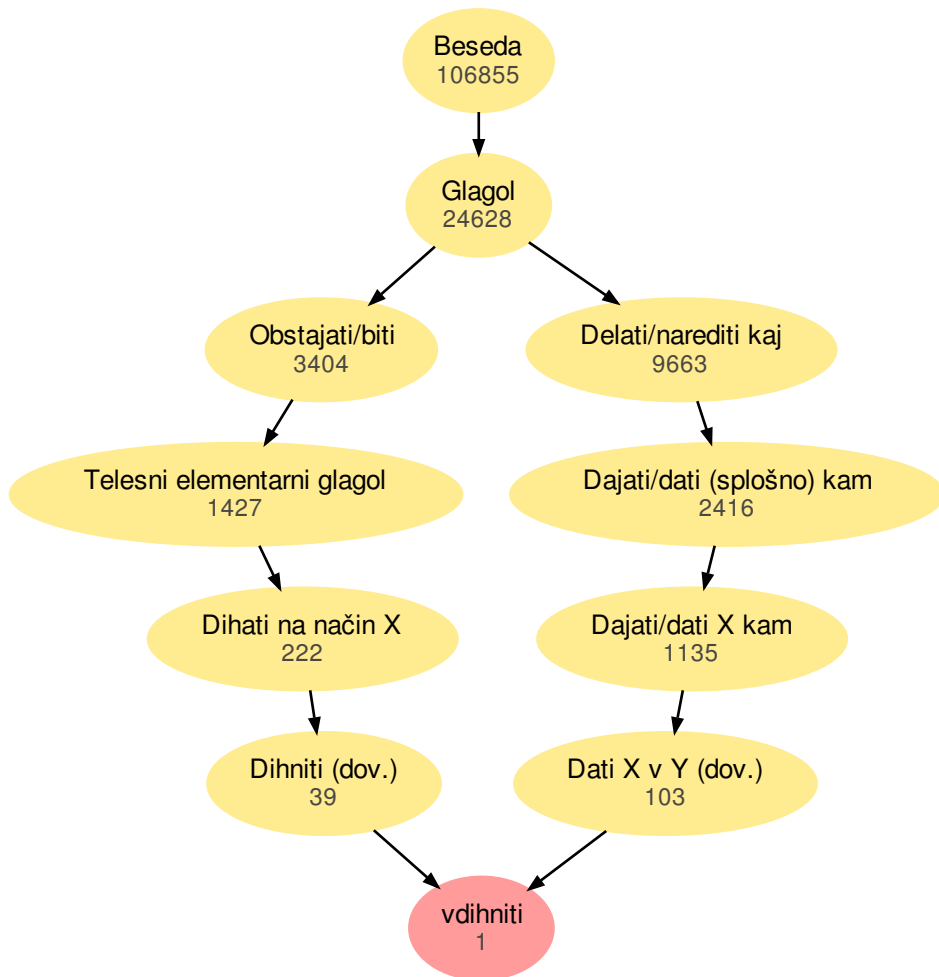 Beseda
106855
Glagol
24628
Obstajati/biti
3404
Delati/narediti kaj
9663
Telesni elementarni glagol
1427
Dajati/dati (splošno) kam
2416
Dihati na način X
222
Dajati/dati X kam
1135
Dihniti (dov.)
39
Dati X v Y (dov.)
103
vdihniti
1